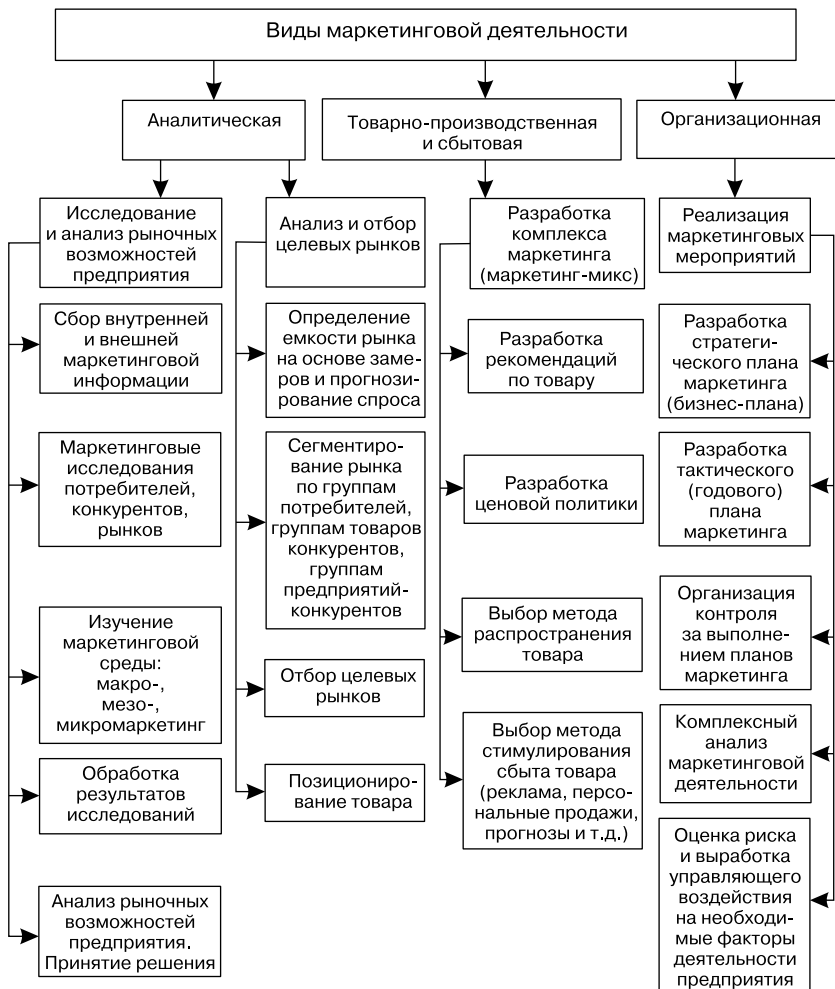 Виды маркетинговой деятельности
Аналитическая
Товарно-производственная
и сбытовая
Организационная
Исследование
и анализ рыночных
возможностей
предприятия
Сбор внутренней
и внешней
маркетинговой
информации
Маркетинговые
исследования
потребителей,
конкурентов,
рынков
Изучение
маркетинговой
среды:
макро-,
мезо-,
микромаркетинг
Обработка
результатов
исследований
Анализ рыночных
возможностей
предприятия.
Принятие решения
Анализ и отбор
целевых рынков
Определение
емкости рынка
на основе заме-
ров и прогнози-
рование спроса
Сегментиро-
вание рынка
по группам
потребителей,
группам товаров
конкурентов,
группам
предприятий-
конкурентов
Отбор целевых
рынков
Позициониро-
вание товара
Разработка
комплекса
маркетинга
(маркетинг-микс)
Разработка
рекомендаций
по товару
Разработка
ценовой политики
Выбор метода
распространения
товара
Выбор метода
стимулирования
сбыта товара
(реклама, персо-
нальные продажи,
прогнозы и т.д.)
Реализация
маркетинговых
мероприятий
Разработка
стратеги-
ческого плана
маркетинга
(бизнес-плана)
Разработка
тактического
(годового)
плана
маркетинга
Организация
контроля
за выполне-
нием планов
маркетинга
Комплексный
анализ
маркетинговой
деятельности
Оценка риска
и выработка
управляющего
воздействия
на необходи-
мые факторы
деятельности
предприятия